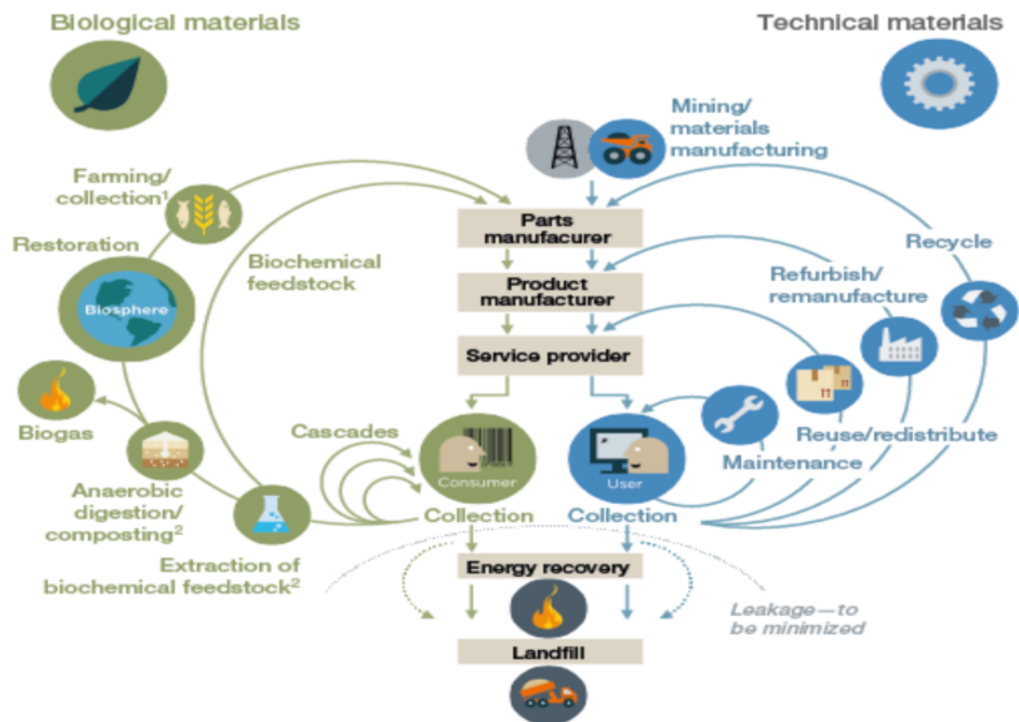 Biological materials
Technical materials
Mining/
materials
manufacturing
Farming/
collection¹
Restoration
Biosphere
Biochemical
feedstock
Parts
manufacurer
Product
manufacturer
Service provider
Recycle
Refurbish/
remanufacture
Reuse/redistribute
Maintenance
Biogas
Cascades
Consumer
User
Anaerobic
digestion/
composting²
Collection
Collection
Extraction of
biochemical feedstock²
Energy recovery
Leakage—to
be minimized
Landfill